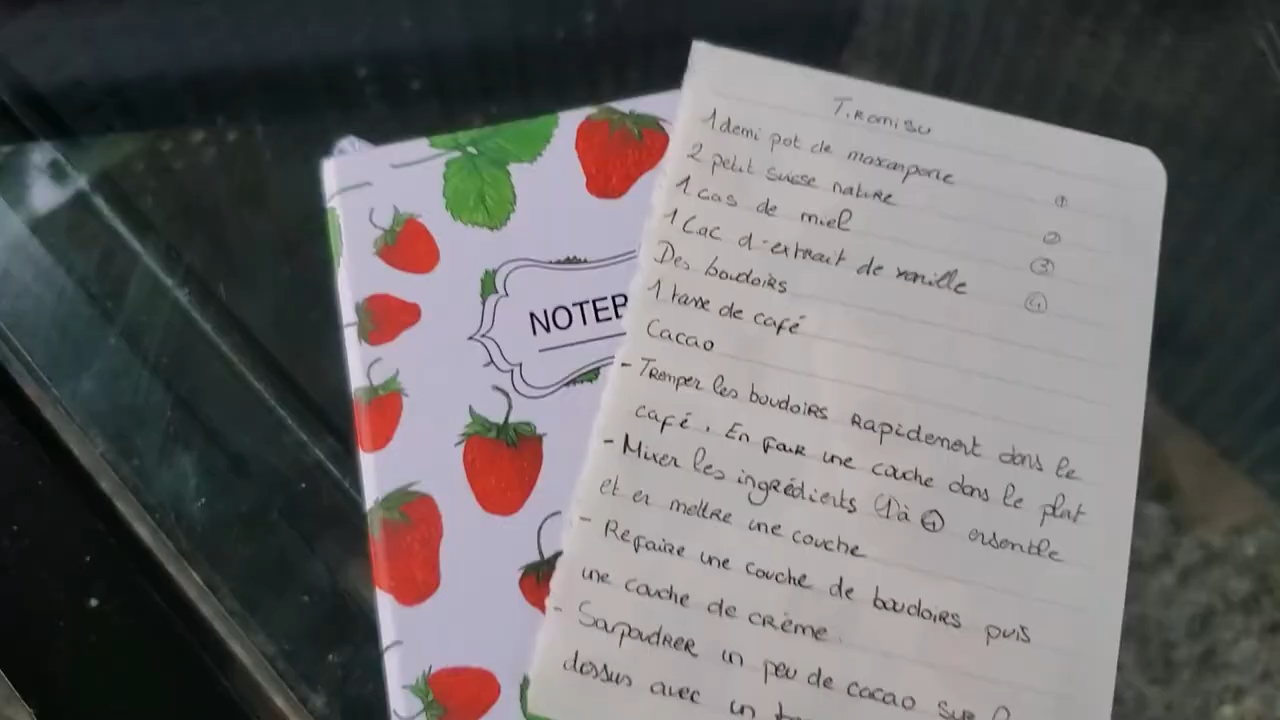 NOTEB
Tiramisu
1 demi pot de mascarpone ①
2 petit suisse nature ②
1 cas de miel ③
1 cac d'extrait de vanille ④
Des boudoirs
1 tasse de café
Cacao
- Tremper les boudoirs rapidement dans le
café. En faire une couche dans le plat
- Mixer les ingrédients (1 à ④ ensemble
et en mettre une couche
- Refaire une couche de boudoirs puis
une couche de crème.
- Saupoudrer un peu de cacao sur
dessus avec un